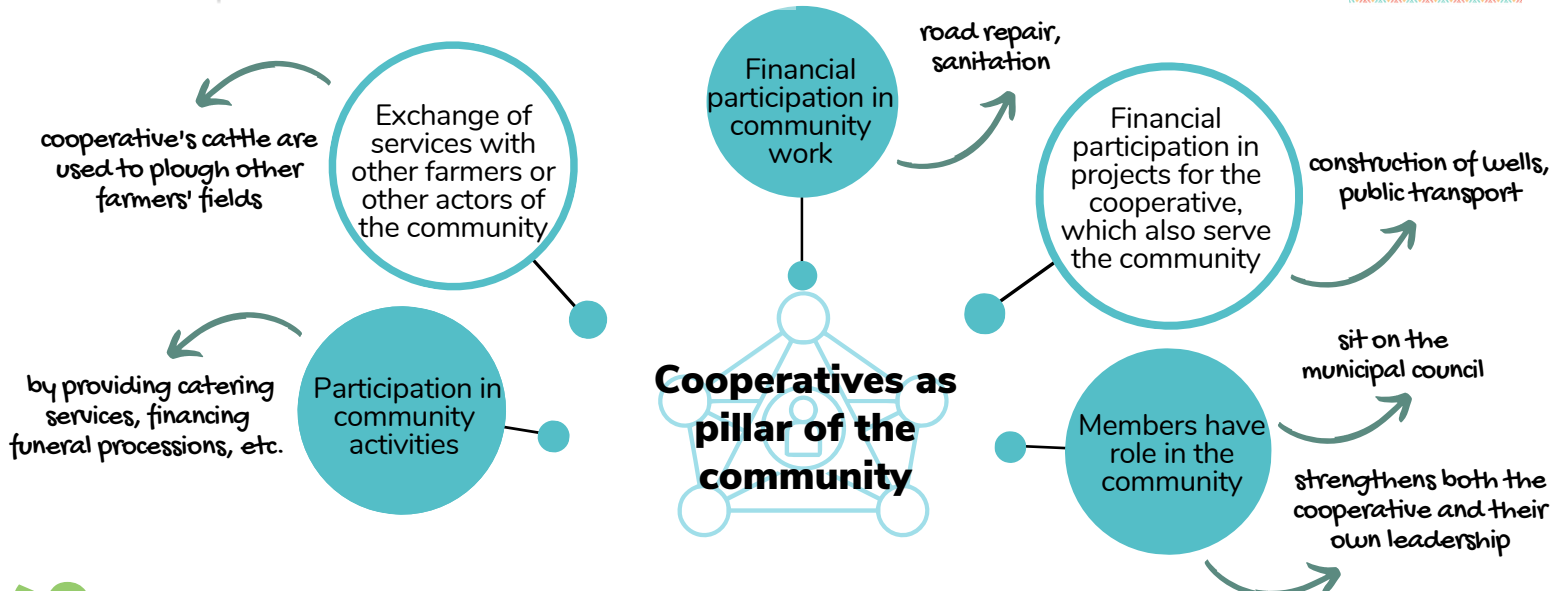 Exchange of
services with
other farmers or
other actors of
the community
cooperative's cattle are
used to plough other
farmers' fields
Financial
participation in
community
work
road repair,
sanitation
Financial
participation in
projects for the
cooperative,
which also serve
the community
construction of wells,
public transport
Participation in
community
activities
by providing catering
services, financing
funeral processions, etc.
Cooperatives as
pillar of the
community
Members have
role in the
community
sit on the
municipal council
strengthens both the
cooperative and their
own leadership